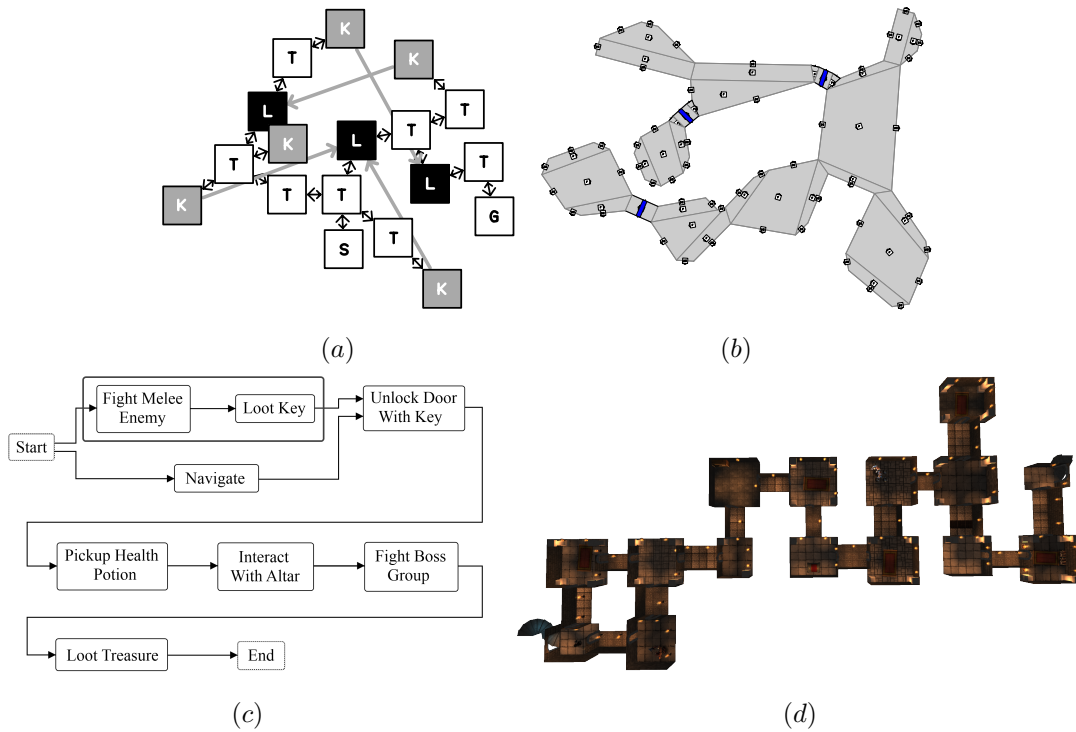 K
T
K
L
T
K
L
T
T
L
T
K
T
T
G
S
T
K
(a)
(b)
Fight Melee
Enemy
Loot Key
Unlock Door
With Key
Start
Navigate
Pickup Health
Potion
Interact
With Altar
Fight Boss
Group
Loot Treasure
End
(c)
(d)